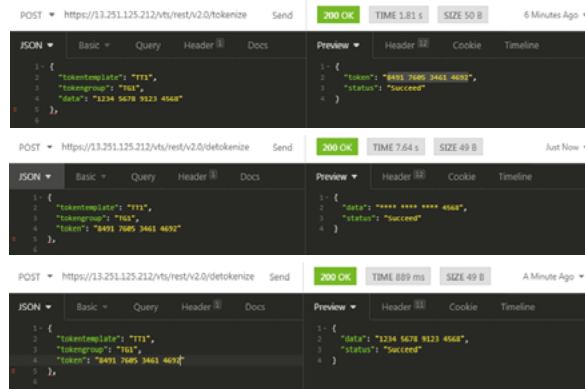 POST https://13.251.125.212/vts/rest/v2.0/tokenize Send 200 OK TIME 1.81 s SIZE 50 B 6 Minutes Ago
JSON Basic Query Header 1 Docs Preview Header 12 Cookie Timeline
1 {
2 "tokentemplate": "TT1",
3 "tokengroup": "TG1",
4 "data": "1234 5678 9123 4568"
5 },
6
1 {
2 "token": "8491 7605 3461 4692",
3 "status": "Succeed"
4 }
POST https://13.251.125.212/vts/rest/v2.0/detokenize Send 200 OK TIME 7.64 s SIZE 49 B Just Now
JSON Basic Query Header 1 Docs Preview Header 12 Cookie Timeline
1 {
2 "tokentemplate": "TT1",
3 "tokengroup": "TG1",
4 "token": "8491 7605 3461 4692"
5 },
6
1 {
2 "data": "**** **** **** 4568",
3 "status": "Succeed"
4 }
POST https://13.251.125.212/vts/rest/v2.0/detokenize Send 200 OK TIME 889 ms SIZE 49 B A Minute Ago
JSON Basic Query Header 1 Docs Preview Header 11 Cookie Timeline
1 {
2 "tokentemplate": "TT1",
3 "tokengroup": "TG1",
4 "token": "8491 7605 3461 4692"
5 },
6
1 {
2 "data": "1234 5678 9123 4568",
3 "status": "Succeed"
4 }